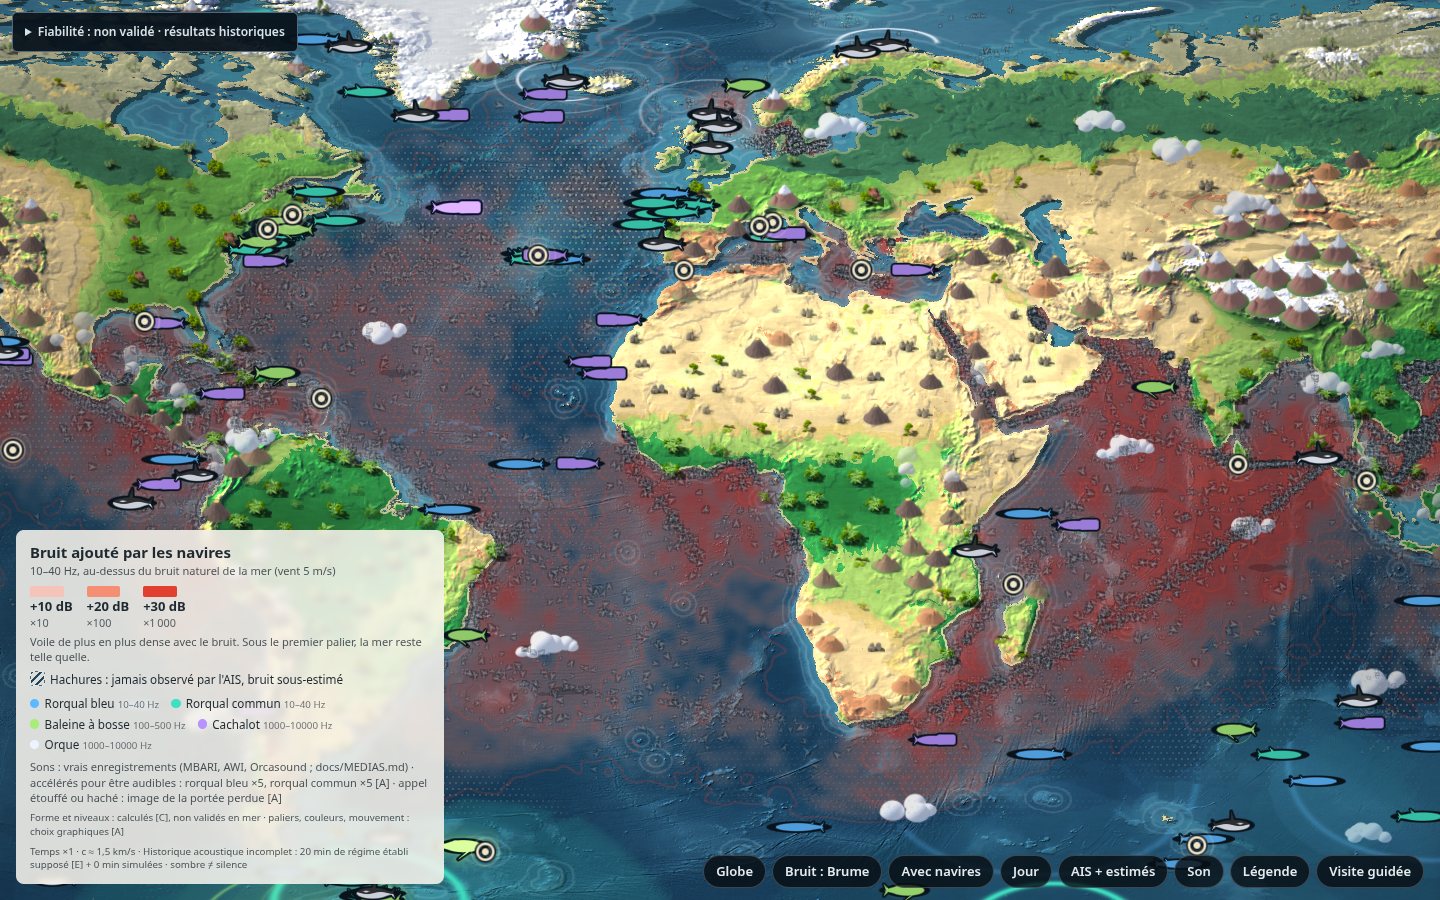 ▶ Fiabilité : non validé · résultats historiques
Bruit ajouté par les navires
10–40 Hz, au-dessus du bruit naturel de la mer (vent 5 m/s)
+10 dB +20 dB +30 dB
×10 ×100 ×1 000
Voile de plus en plus dense avec le bruit. Sous le premier palier, la mer reste
telle quelle.
Hachures : jamais observé par l'AIS, bruit sous-estimé
Rorqual bleu 10–40 Hz Rorqual commun 10–40 Hz
Baleine à bosse 100–500 Hz Cachalot 1000–10000 Hz
Orque 1000–10000 Hz
Sons : vrais enregistrements (MBARI, AWI, Orcasound ; docs/MEDIAS.md) ·
accélérés pour être audibles : rorqual bleu ×5, rorqual commun ×5 [A] · appel
étouffé ou haché : image de la portée perdue [A]
Forme et niveaux : calculés [C], non validés en mer · paliers, couleurs, mouvement :
choix graphiques [A]
Temps ×1 · c ≈ 1,5 km/s · Historique acoustique incomplet : 20 min de régime établi
supposé [E] + 0 min simulées · sombre ≠ silence
Globe
Bruit : Brume
Avec navires
Jour
AIS + estimés
Son
Légende
Visite guidée